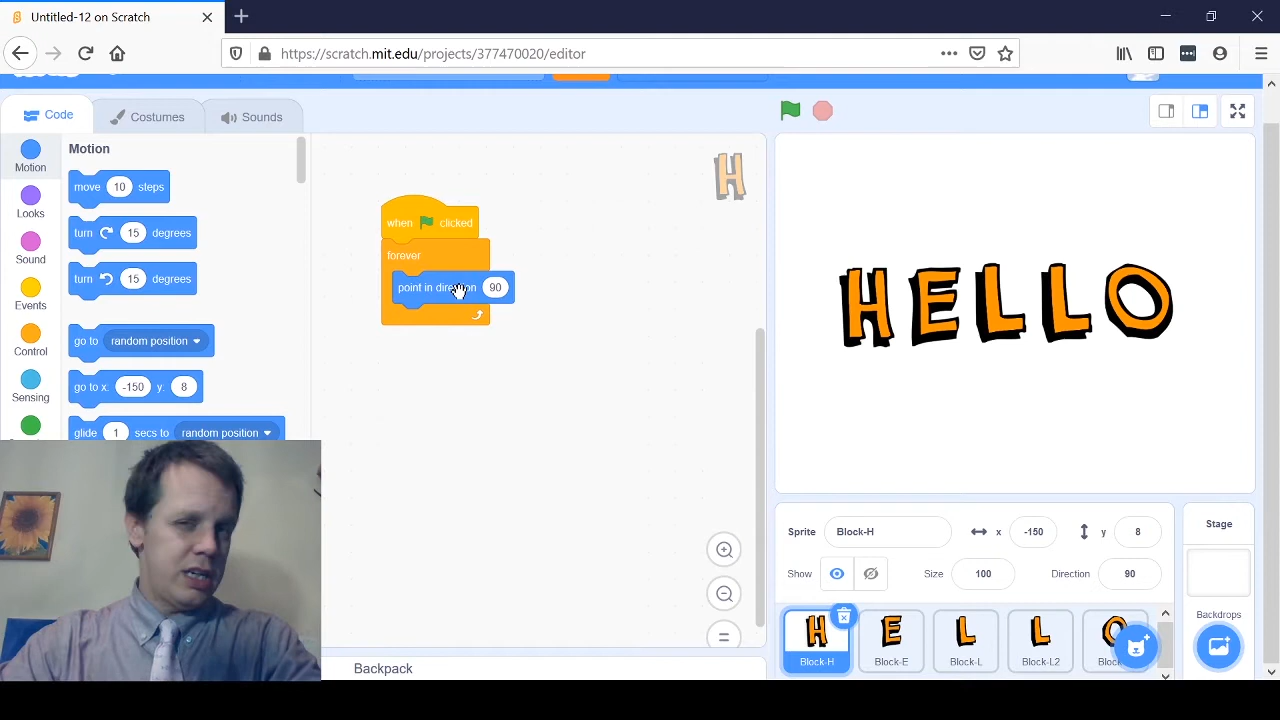 Untitled-12 on Scratch
https://scratch.mit.edu/projects/377470020/editor
Code
Costumes
Sounds
Motion
Looks
Sound
Events
Control
Sensing
Motion
move 10 steps
turn 15 degrees
turn 15 degrees
go to random position
go to x: -150 y: 8
glide 1 secs to random position
when clicked
forever
point in direction 90
H
HELLO
Sprite Block-H x -150 y 8
Show Size 100 Direction 90
H E L L O
Block-H Block-E Block-L Block-L2
Stage
Backdrops
Backpack